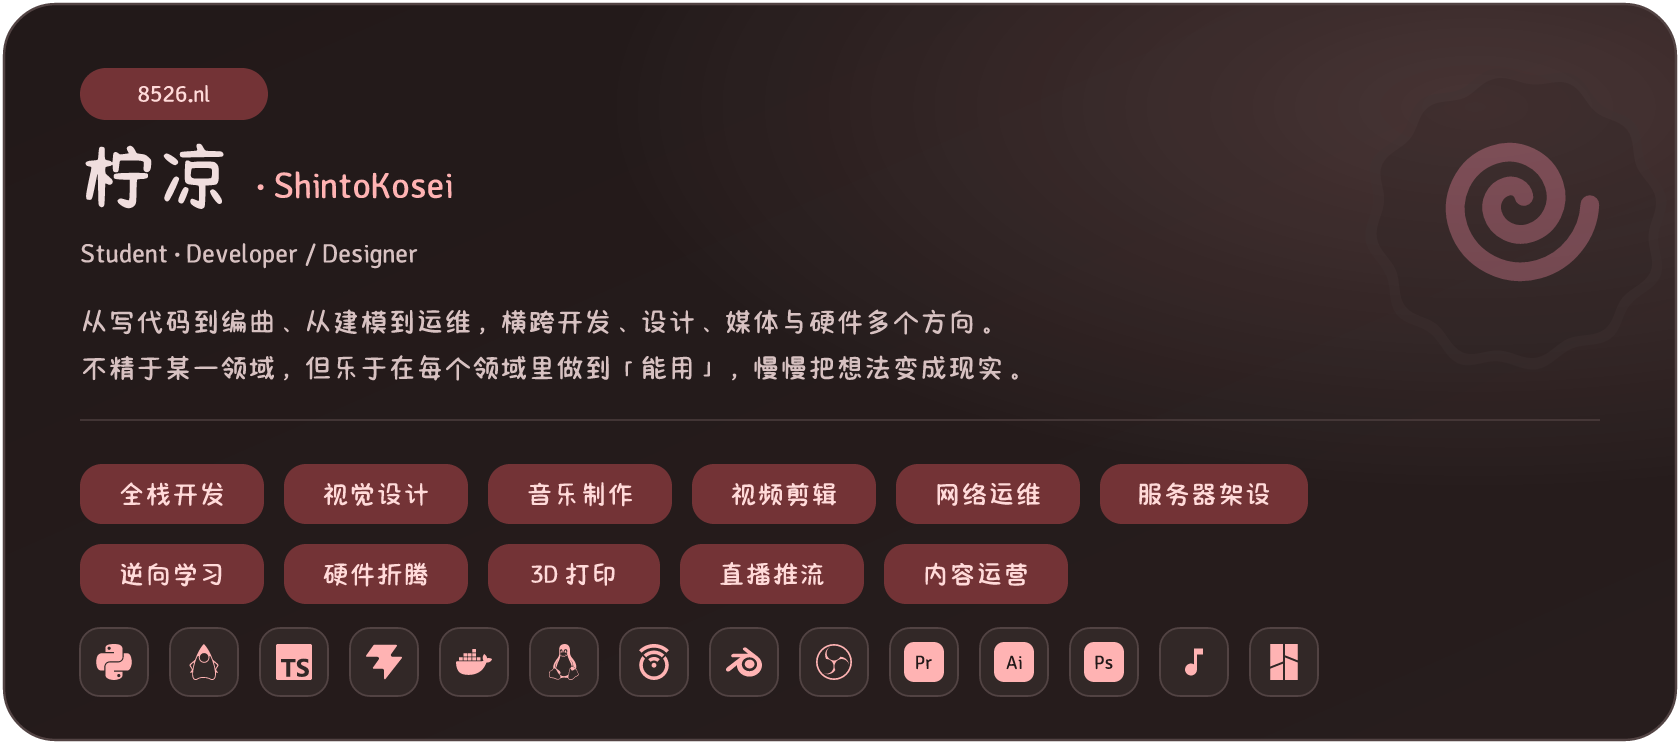 8526.nl
柠凉 · ShintoKosei
Student · Developer / Designer
从写代码到编曲、从建模到运维，横跨开发、设计、媒体与硬件多个方向。
不精于某一领域，但乐于在每个领域里做到「能用」，慢慢把想法变成现实。
全栈开发 视觉设计 音乐制作 视频剪辑 网络运维 服务器架设
逆向学习 硬件折腾 3D 打印 直播推流 内容运营
TS Pr Ai Ps